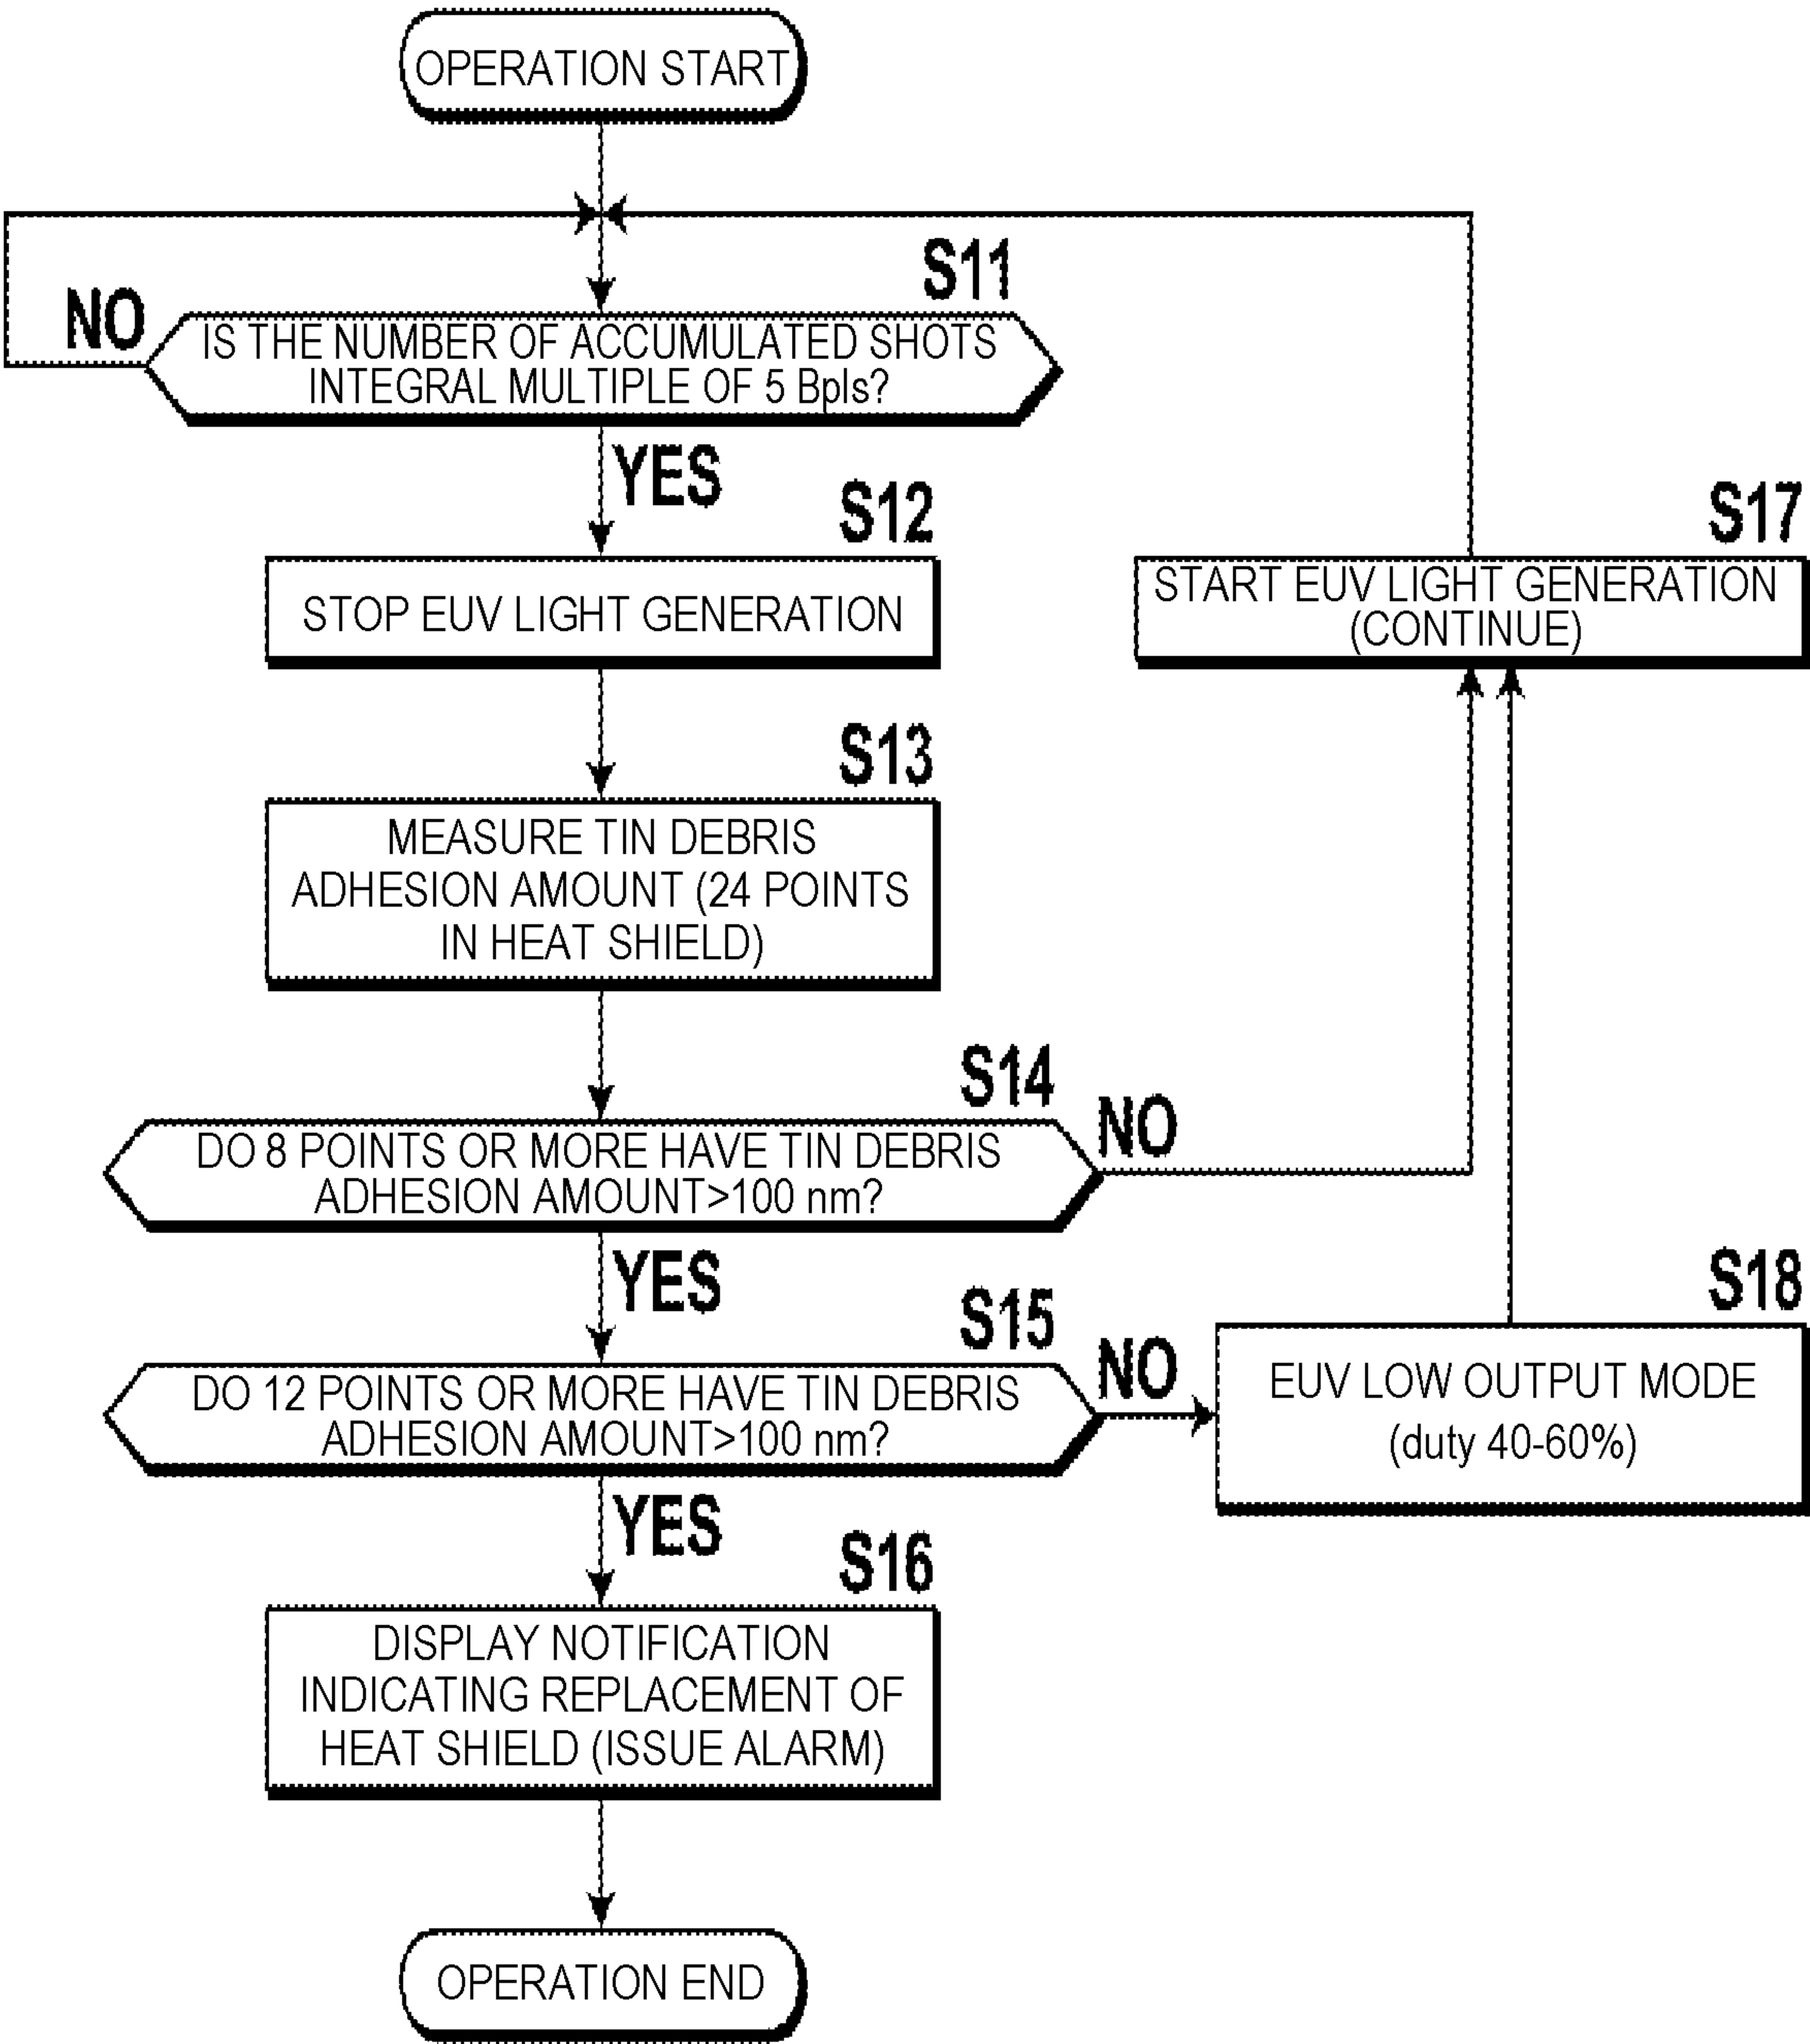 OPERATION START
S11
NO
IS THE NUMBER OF ACCUMULATED SHOTS
INTEGRAL MULTIPLE OF 5 Bpls?
YES
S12
STOP EUV LIGHT GENERATION
S17
START EUV LIGHT GENERATION
(CONTINUE)
S13
MEASURE TIN DEBRIS
ADHESION AMOUNT (24 POINTS
IN HEAT SHIELD)
S14
NO
DO 8 POINTS OR MORE HAVE TIN DEBRIS
ADHESION AMOUNT>100 nm?
YES
S15
NO
DO 12 POINTS OR MORE HAVE TIN DEBRIS
ADHESION AMOUNT>100 nm?
S18
EUV LOW OUTPUT MODE
(duty 40-60%)
YES
S16
DISPLAY NOTIFICATION
INDICATING REPLACEMENT OF
HEAT SHIELD (ISSUE ALARM)
OPERATION END